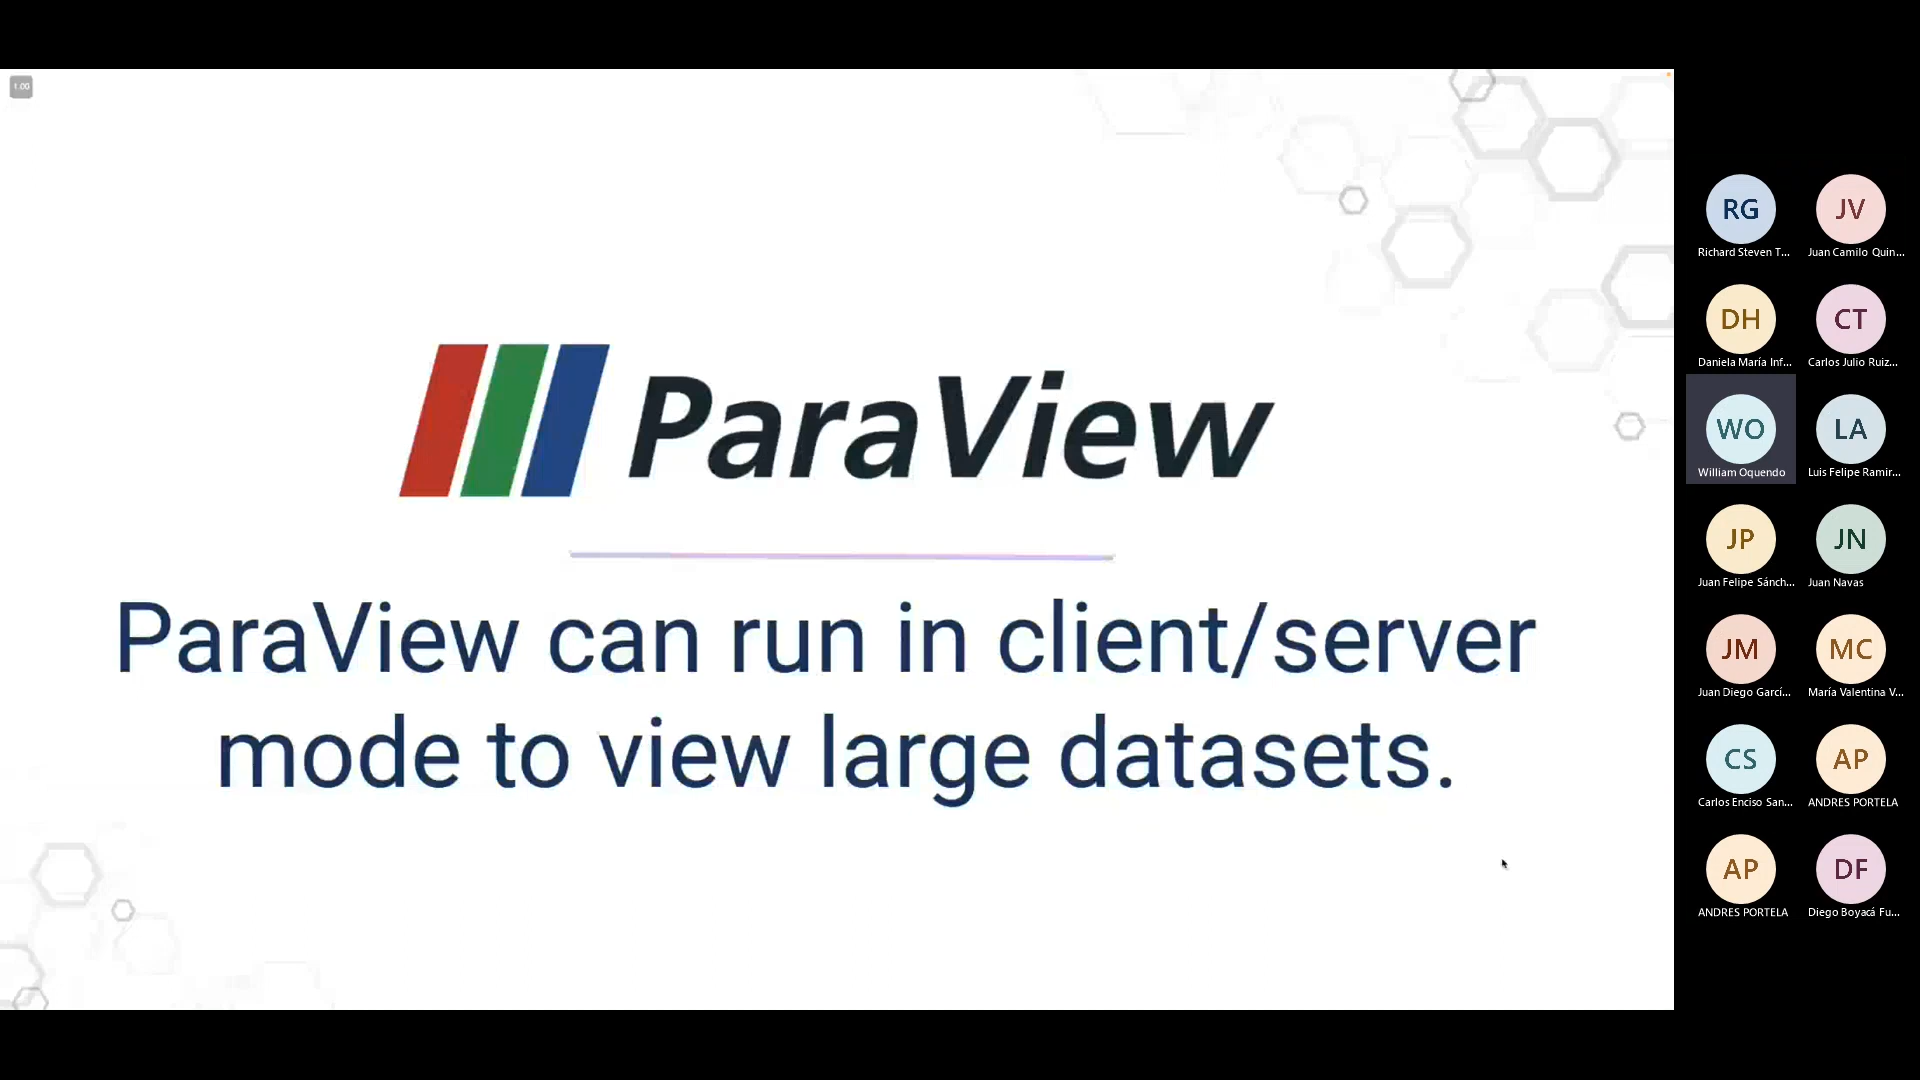 1.00
ParaView
ParaView can run in client/server
mode to view large datasets.
RG
JV
Richard Steven T...
Juan Camilo Quin...
DH
CT
Daniela María Inf...
Carlos Julio Ruiz...
WO
LA
William Oquendo
Luis Felipe Ramir...
JP
JN
Juan Felipe Sánch...
Juan Navas
JM
MC
Juan Diego Garcí...
María Valentina V...
CS
AP
Carlos Enciso San...
ANDRES PORTELA
AP
DF
ANDRES PORTELA
Diego Boyacá Fu...